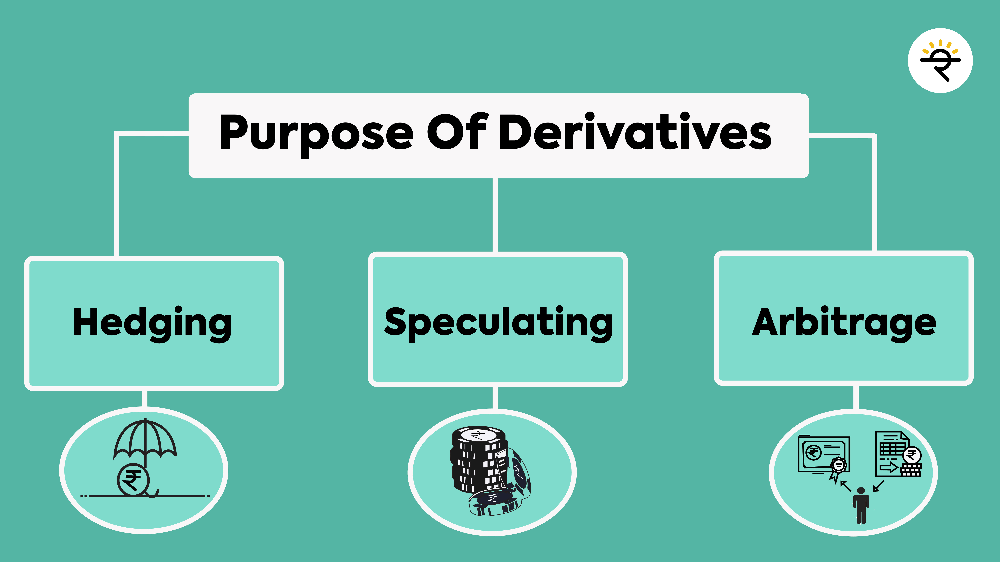 Purpose Of Derivatives
Hedging
Speculating
Arbitrage
₹
₹
₹
₹
₹
₹